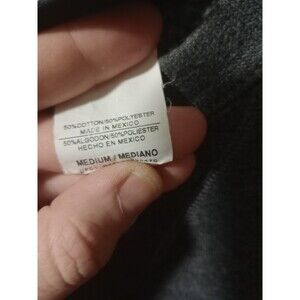 50%COTTON/50%POLYESTER
MADE IN MEXICO
50%ALGODON/50%POLIESTER
HECHO EN MEXICO
MEDIUM / MEDIANO